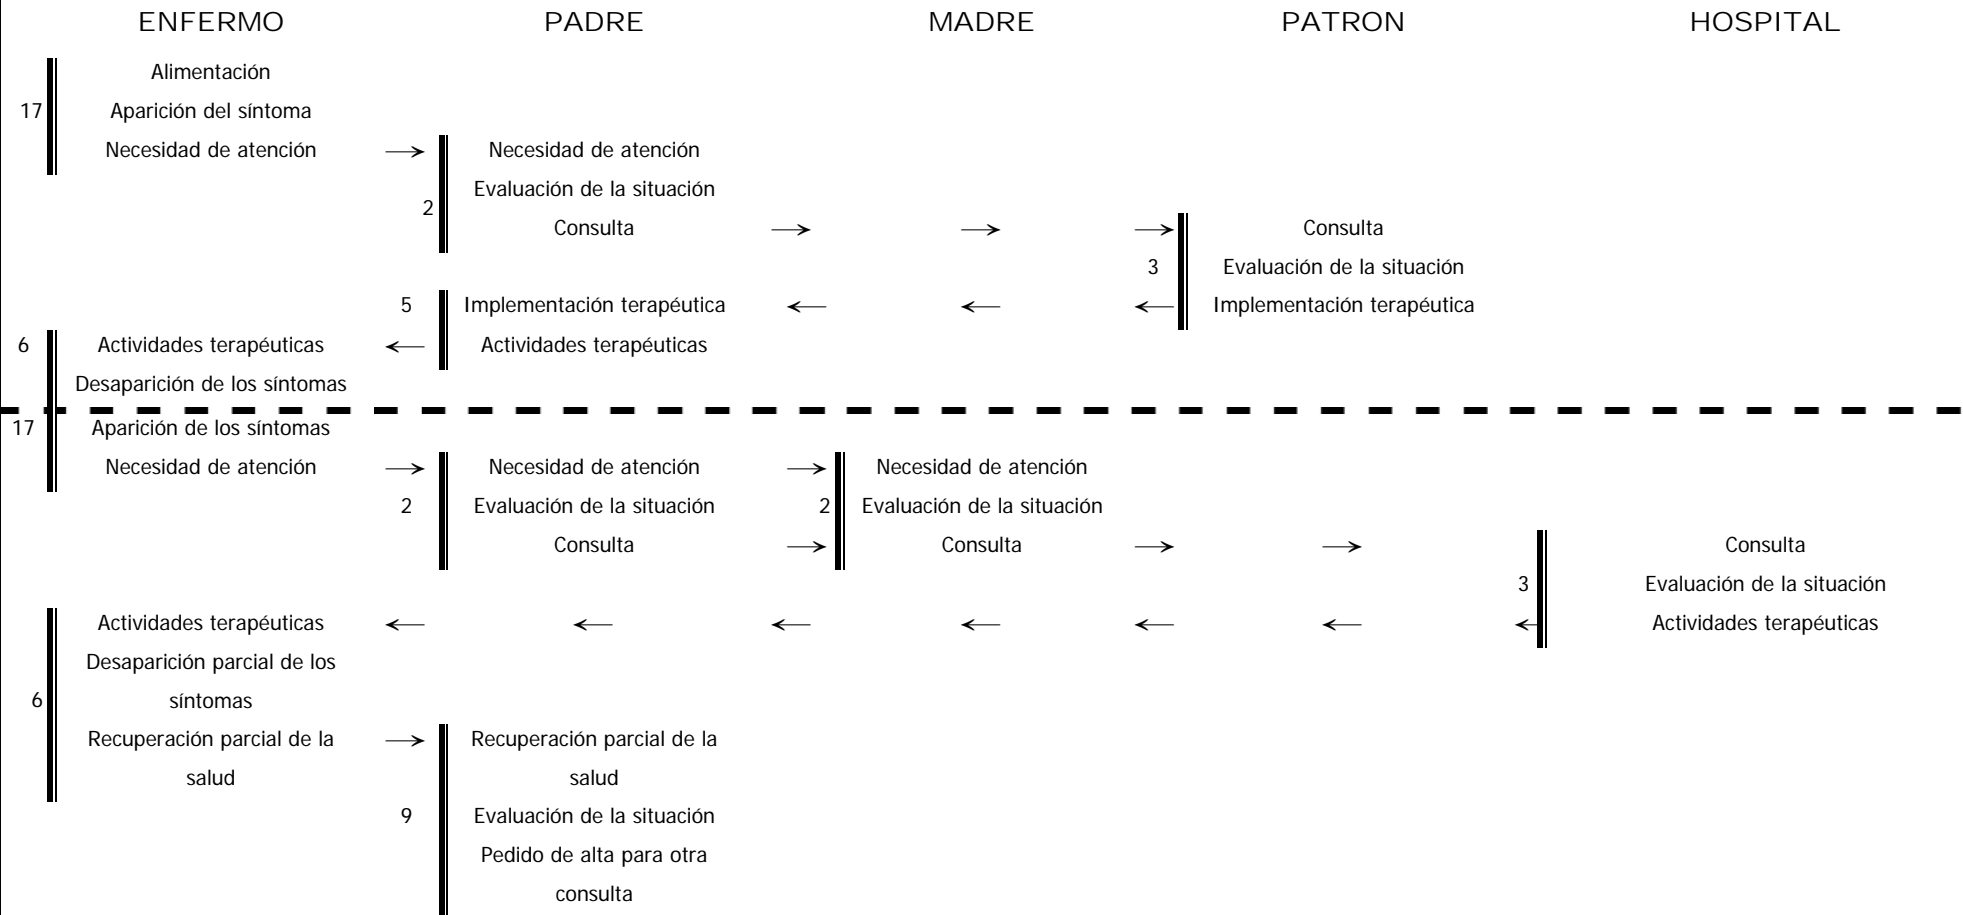 ENFERMO PADRE MADRE PATRON HOSPITAL
Alimentación
17 Aparición del síntoma
Necesidad de atención → Necesidad de atención
Evaluación de la situación
2
Consulta → → → Consulta
3 Evaluación de la situación
5 Implementación terapéutica ← ← ← Implementación terapéutica
6 Actividades terapéuticas ← Actividades terapéuticas
Desaparición de los síntomas
17 Aparición de los síntomas
Necesidad de atención → Necesidad de atención → Necesidad de atención
2 Evaluación de la situación 2 Evaluación de la situación
Consulta → Consulta → → Consulta
3 Evaluación de la situación
Actividades terapéuticas ← ← ← ← ← ← ← Actividades terapéuticas
Desaparición parcial de los
6 síntomas
Recuperación parcial de la → Recuperación parcial de la
salud salud
9 Evaluación de la situación
Pedido de alta para otra
consulta